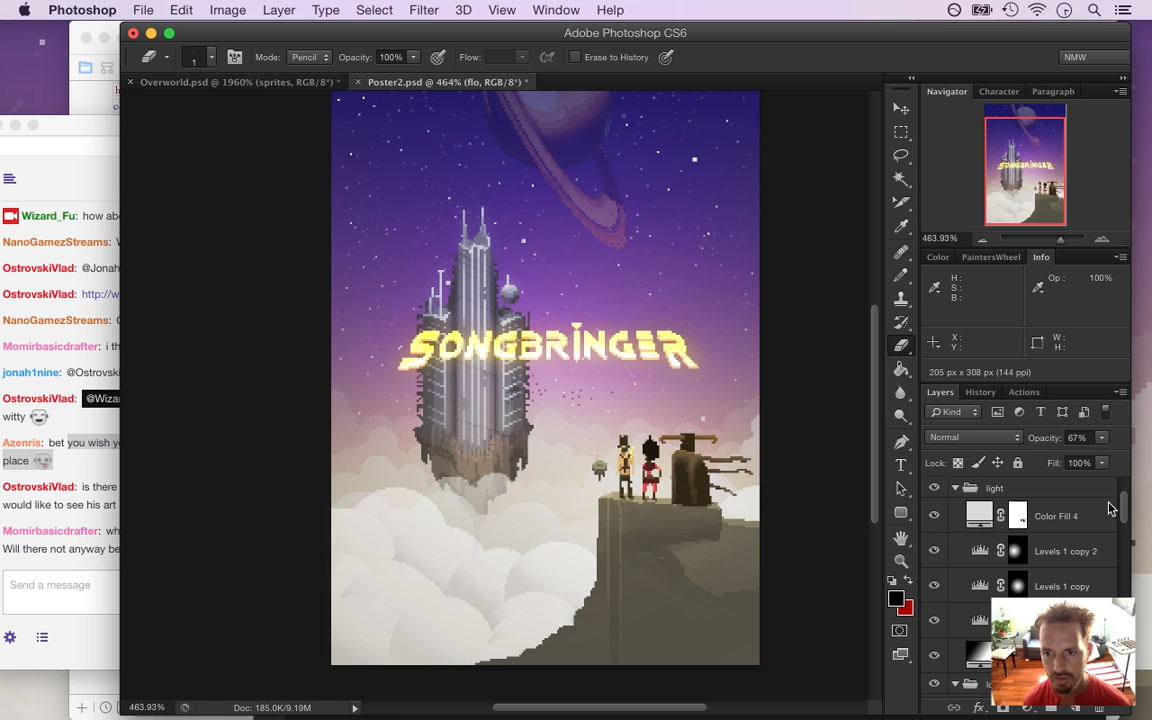 Photoshop File Edit Image Layer Type Select Filter 3D View Window Help
Adobe Photoshop CS6
1 Mode: Pencil Opacity: 100% Flow: Erase to History NMW
Overworld.psd @ 1960% (sprites, RGB/8*) * Poster2.psd @ 464% (flo, RGB/8*) *
Navigator Character Paragraph
463.93%
Color PaintersWheel Info
H: Op: 100%
S:
B:
X: W:
Y: H:
205 px x 308 px (144 ppi)
Layers History Actions
Kind
Normal Opacity: 67%
Lock: Fill: 100%
light
Color Fill 4
Levels 1 copy 2
Levels 1 copy
SONGBRINGER
Wizard_Fu: how abo
NanoGamezStreams:
OstrovskiVlad: @Jonah
OstrovskiVlad: http://w
NanoGamezStreams:
Momirbasicdrafter: i th
jonah1nine: @Ostrovs
OstrovskiVlad: @Wiza
witty
Azenris: bet you wish yo
place
OstrovskiVlad: is there
would like to see his art
Momirbasicdrafter: wh
Will there not anyway be
Send a message
463.93% Doc: 185.0K/9.19M